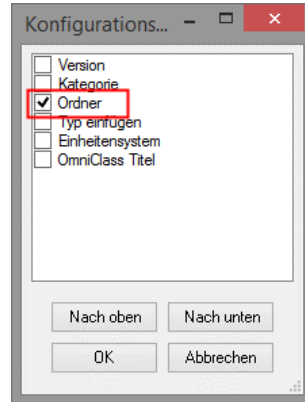 Konfigurations...
Version
Kategorie
Ordner
Typ einfügen
Einheitensystem
OmniClass Titel
Nach oben
Nach unten
OK
Abbrechen